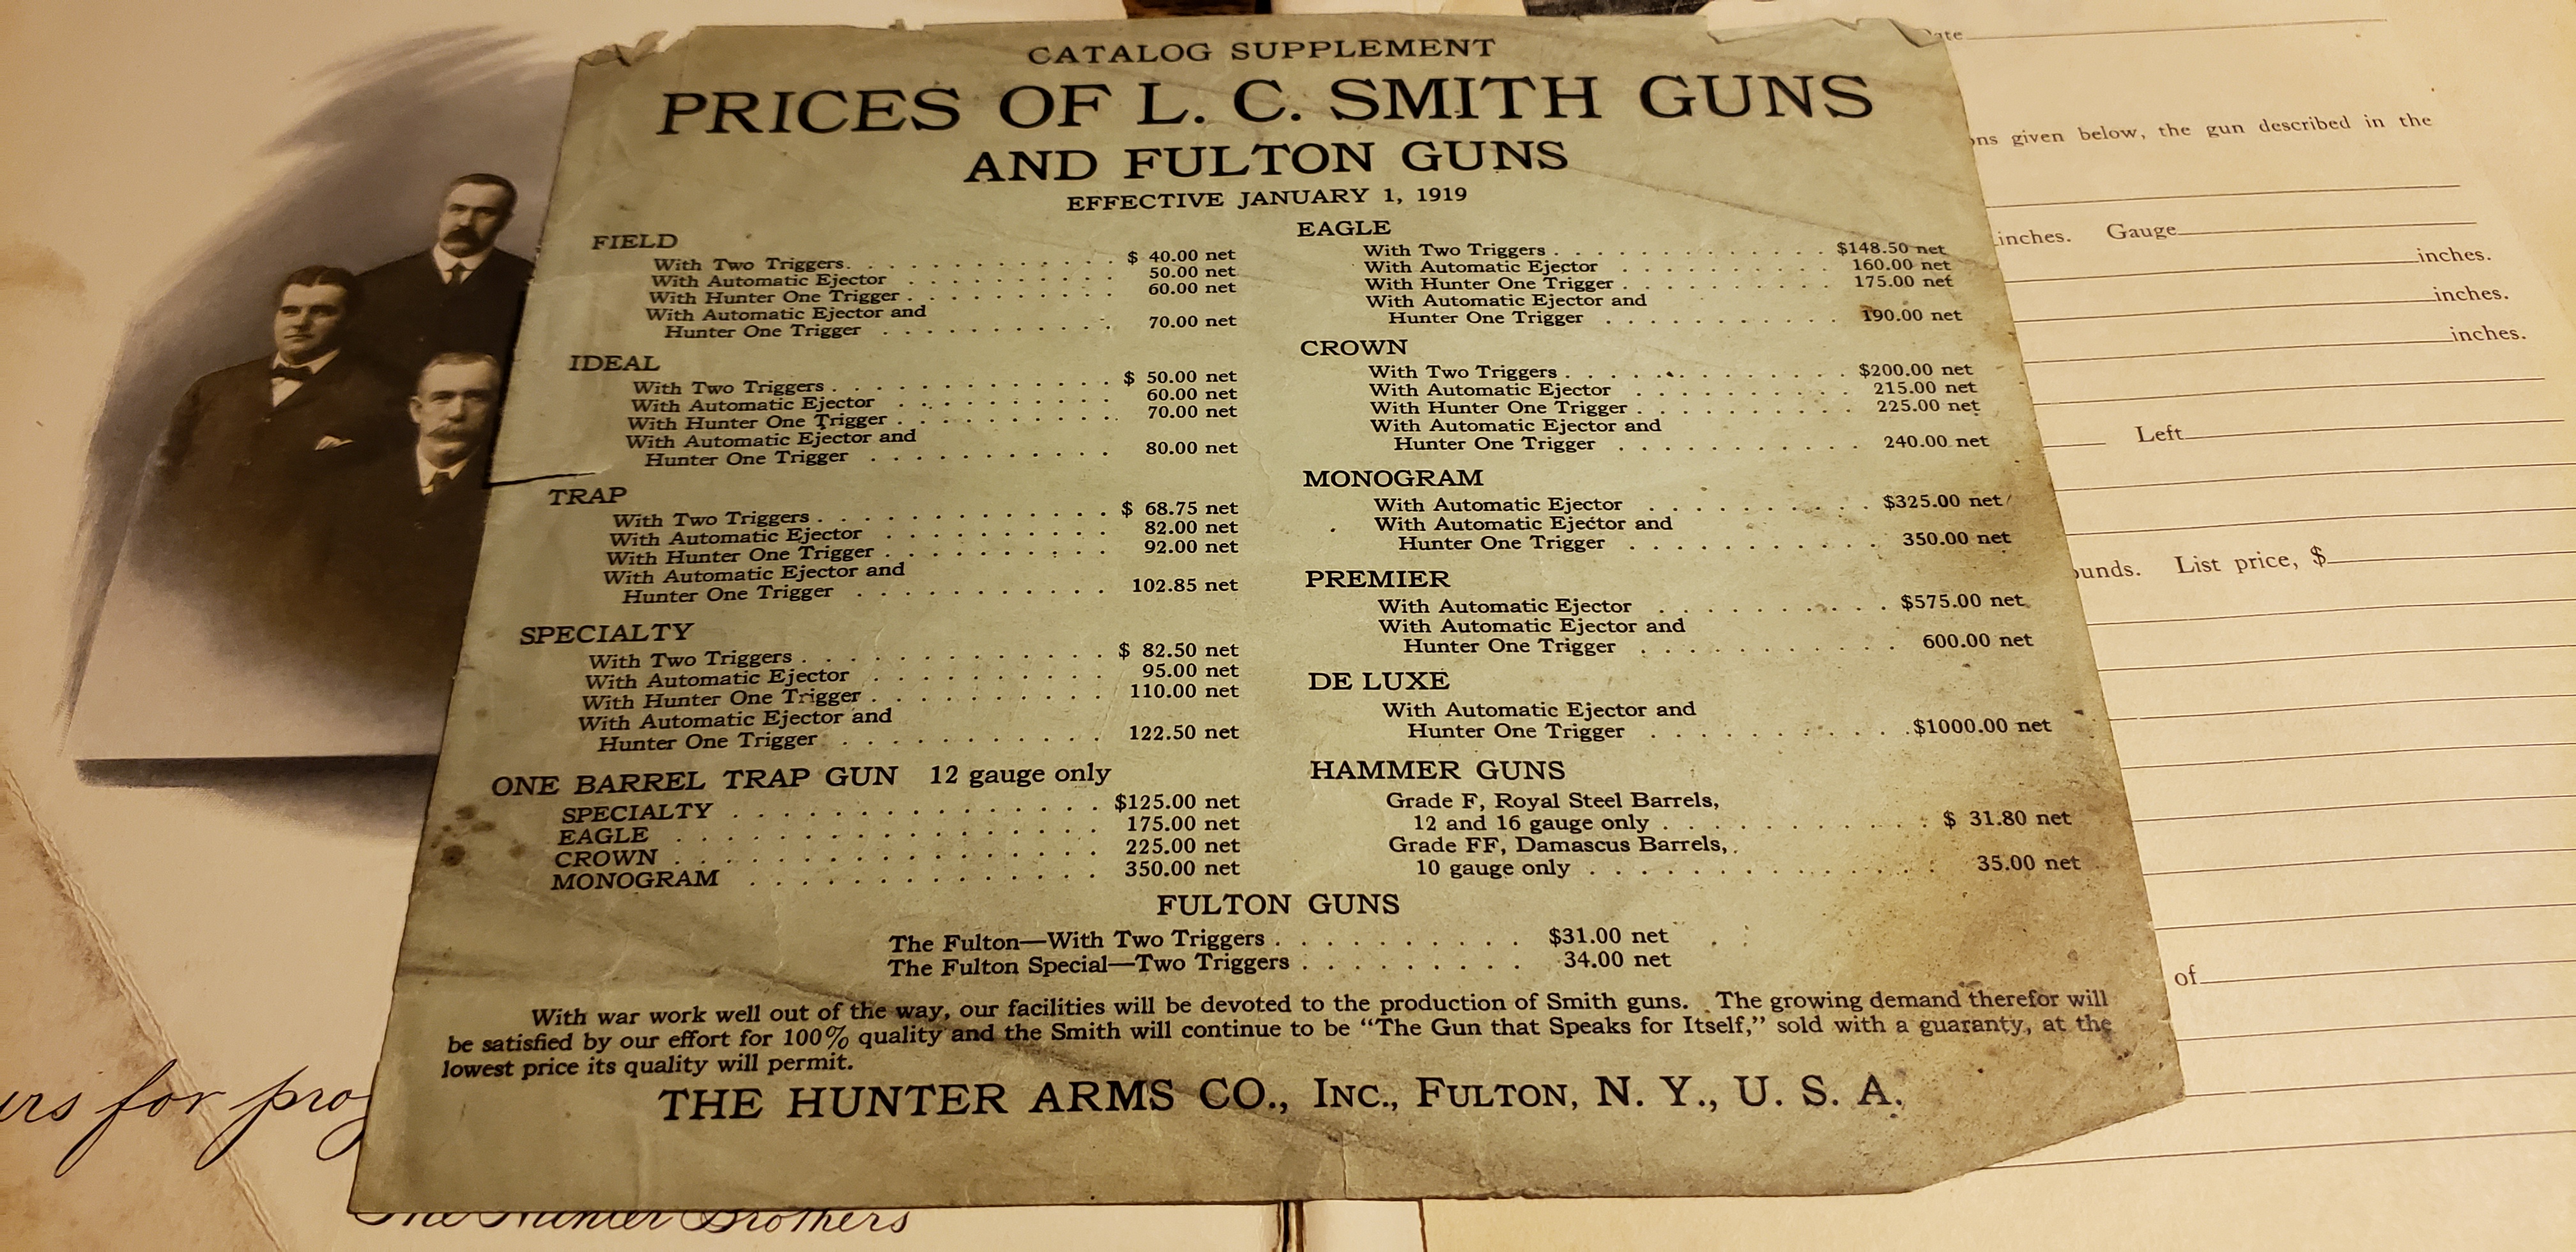 CATALOG SUPPLEMENT
PRICES OF L. C. SMITH GUNS
AND FULTON GUNS
EFFECTIVE JANUARY 1, 1919
FIELD
With Two Triggers. . . . . . . . . . . . . $ 40.00 net
With Automatic Ejector . . . . . . . . . . 50.00 net
With Hunter One Trigger . . . . . . . . . . 60.00 net
With Automatic Ejector and
Hunter One Trigger . . . . . . . . . . . 70.00 net
IDEAL
With Two Triggers . . . . . . . . . . . . . $ 50.00 net
With Automatic Ejector . . . . . . . . . . 60.00 net
With Hunter One Trigger . . . . . . . . . . 70.00 net
With Automatic Ejector and
Hunter One Trigger . . . . . . . . . . . 80.00 net
TRAP
With Two Triggers . . . . . . . . . . . . . $ 68.75 net
With Automatic Ejector . . . . . . . . . . 82.00 net
With Hunter One Trigger . . . . . . . . . . 92.00 net
With Automatic Ejector and
Hunter One Trigger . . . . . . . . . . . 102.85 net
SPECIALTY
With Two Triggers . . . . . . . . . . . . . $ 82.50 net
With Automatic Ejector . . . . . . . . . . 95.00 net
With Hunter One Trigger . . . . . . . . . . 110.00 net
With Automatic Ejector and
Hunter One Trigger . . . . . . . . . . . 122.50 net
ONE BARREL TRAP GUN 12 gauge only
SPECIALTY . . . . . . . . . . . . . . . $125.00 net
EAGLE . . . . . . . . . . . . . . . . . 175.00 net
CROWN . . . . . . . . . . . . . . . . . 225.00 net
MONOGRAM . . . . . . . . . . . . . . . 350.00 net
EAGLE
With Two Triggers . . . . . . . . . . . . . $148.50 net
With Automatic Ejector . . . . . . . . . . 160.00 net
With Hunter One Trigger . . . . . . . . . . 175.00 net
With Automatic Ejector and
Hunter One Trigger . . . . . . . . . . . 190.00 net
CROWN
With Two Triggers . . . . . . . . . . . . . $200.00 net
With Automatic Ejector . . . . . . . . . . 215.00 net
With Hunter One Trigger . . . . . . . . . . 225.00 net
With Automatic Ejector and
Hunter One Trigger . . . . . . . . . . . 240.00 net
MONOGRAM
With Automatic Ejector . . . . . . . . . . $325.00 net
With Automatic Ejector and
Hunter One Trigger . . . . . . . . . . . 350.00 net
PREMIER
With Automatic Ejector . . . . . . . . . . $575.00 net
With Automatic Ejector and
Hunter One Trigger . . . . . . . . . . . 600.00 net
DE LUXE
With Automatic Ejector and
Hunter One Trigger . . . . . . . . . . . $1000.00 net
HAMMER GUNS
Grade F, Royal Steel Barrels,
12 and 16 gauge only . . . . . . . . . . $ 31.80 net
Grade FF, Damascus Barrels,
10 gauge only . . . . . . . . . . . . . 35.00 net
FULTON GUNS
The Fulton—With Two Triggers . . . . . . . . . . $31.00 net
The Fulton Special—Two Triggers . . . . . . . . . 34.00 net
With war work well out of the way, our facilities will be devoted to the production of Smith guns. The growing demand therefor will
be satisfied by our effort for 100% quality and the Smith will continue to be “The Gun that Speaks for Itself,” sold with a guaranty, at the
lowest price its quality will permit.
THE HUNTER ARMS CO., INC., FULTON, N. Y., U. S. A.
given below, the gun described in the
inches. Gauge
inches.
inches.
inches.
Left
List price, $
of
for
The Hunter Brothers